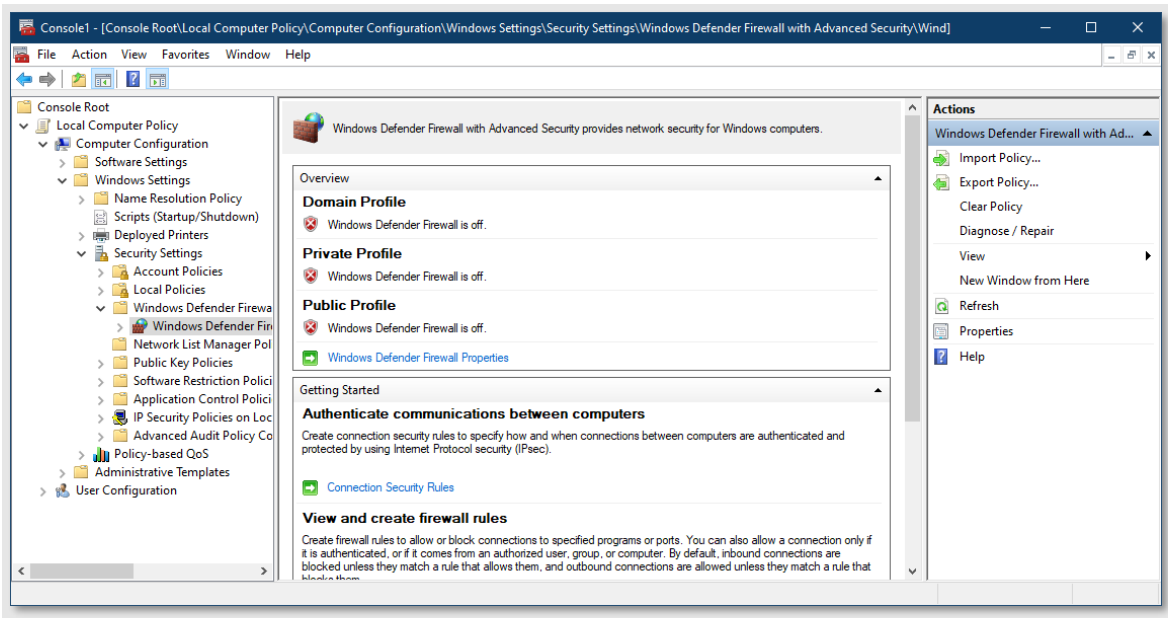 Console1 - [Console Root\Local Computer Policy\Computer Configuration\Windows Settings\Security Settings\Windows Defender Firewall with Advanced Security\Wind]
File Action View Favorites Window Help
Console Root
Local Computer Policy
Computer Configuration
Software Settings
Windows Settings
Name Resolution Policy
Scripts (Startup/Shutdown)
Deployed Printers
Security Settings
Account Policies
Local Policies
Windows Defender Firewa
Windows Defender Fir
Network List Manager Pol
Public Key Policies
Software Restriction Polici
Application Control Polici
IP Security Policies on Loc
Advanced Audit Policy Co
Policy-based QoS
Administrative Templates
User Configuration
Windows Defender Firewall with Advanced Security provides network security for Windows computers.
Overview
Domain Profile
Windows Defender Firewall is off.
Private Profile
Windows Defender Firewall is off.
Public Profile
Windows Defender Firewall is off.
Windows Defender Firewall Properties
Getting Started
Authenticate communications between computers
Create connection security rules to specify how and when connections between computers are authenticated and
protected by using Internet Protocol security (IPsec).
Connection Security Rules
View and create firewall rules
Create firewall rules to allow or block connections to specified programs or ports. You can also allow a connection only if
it is authenticated, or if it comes from an authorized user, group, or computer. By default, inbound connections are
blocked unless they match a rule that allows them, and outbound connections are allowed unless they match a rule that
blocks them.
Actions
Windows Defender Firewall with Ad...
Import Policy...
Export Policy...
Clear Policy
Diagnose / Repair
View
New Window from Here
Refresh
Properties
Help